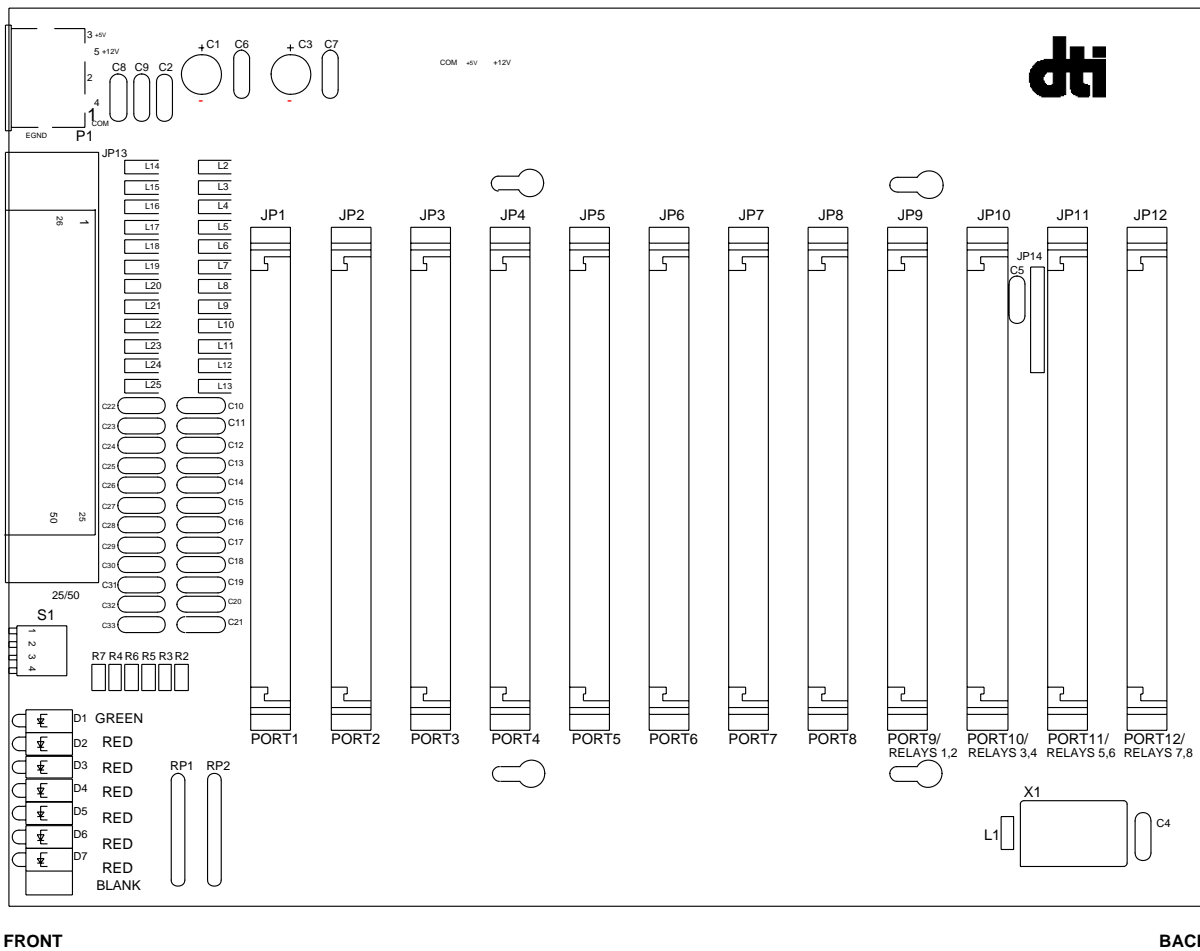 3 +5V
5 +12V
2
4
1
COM
EGND
P1
C8 C9 C2
+ C1 C6
-
+ C3 C7
-
COM +5V +12V
dti
JP13
L14 L2
L15 L3
L16 L4
L17 L5
L18 L6
L19 L7
L20 L8
L21 L9
L22 L10
L23 L11
L24 L12
L25 L13
26 1
50 25
C22 C10
C23 C11
C24 C12
C25 C13
C26 C14
C27 C15
C28 C16
C29 C17
C30 C18
C31 C19
C32 C20
C33 C21
JP1 JP2 JP3 JP4 JP5 JP6 JP7 JP8 JP9 JP10 JP11 JP12
C5 JP14
25/50
S1
1
2
3
4
R7 R4 R6 R5 R3 R2
PORT1 PORT2 PORT3 PORT4 PORT5 PORT6 PORT7 PORT8 PORT9/ PORT10/ PORT11/ PORT12/
RELAYS 1,2 RELAYS 3,4 RELAYS 5,6 RELAYS 7,8
D1 GREEN
D2 RED
D3 RED
D4 RED
D5 RED
D6 RED
D7 RED
BLANK
RP1 RP2
X1
L1
C4
FRONT